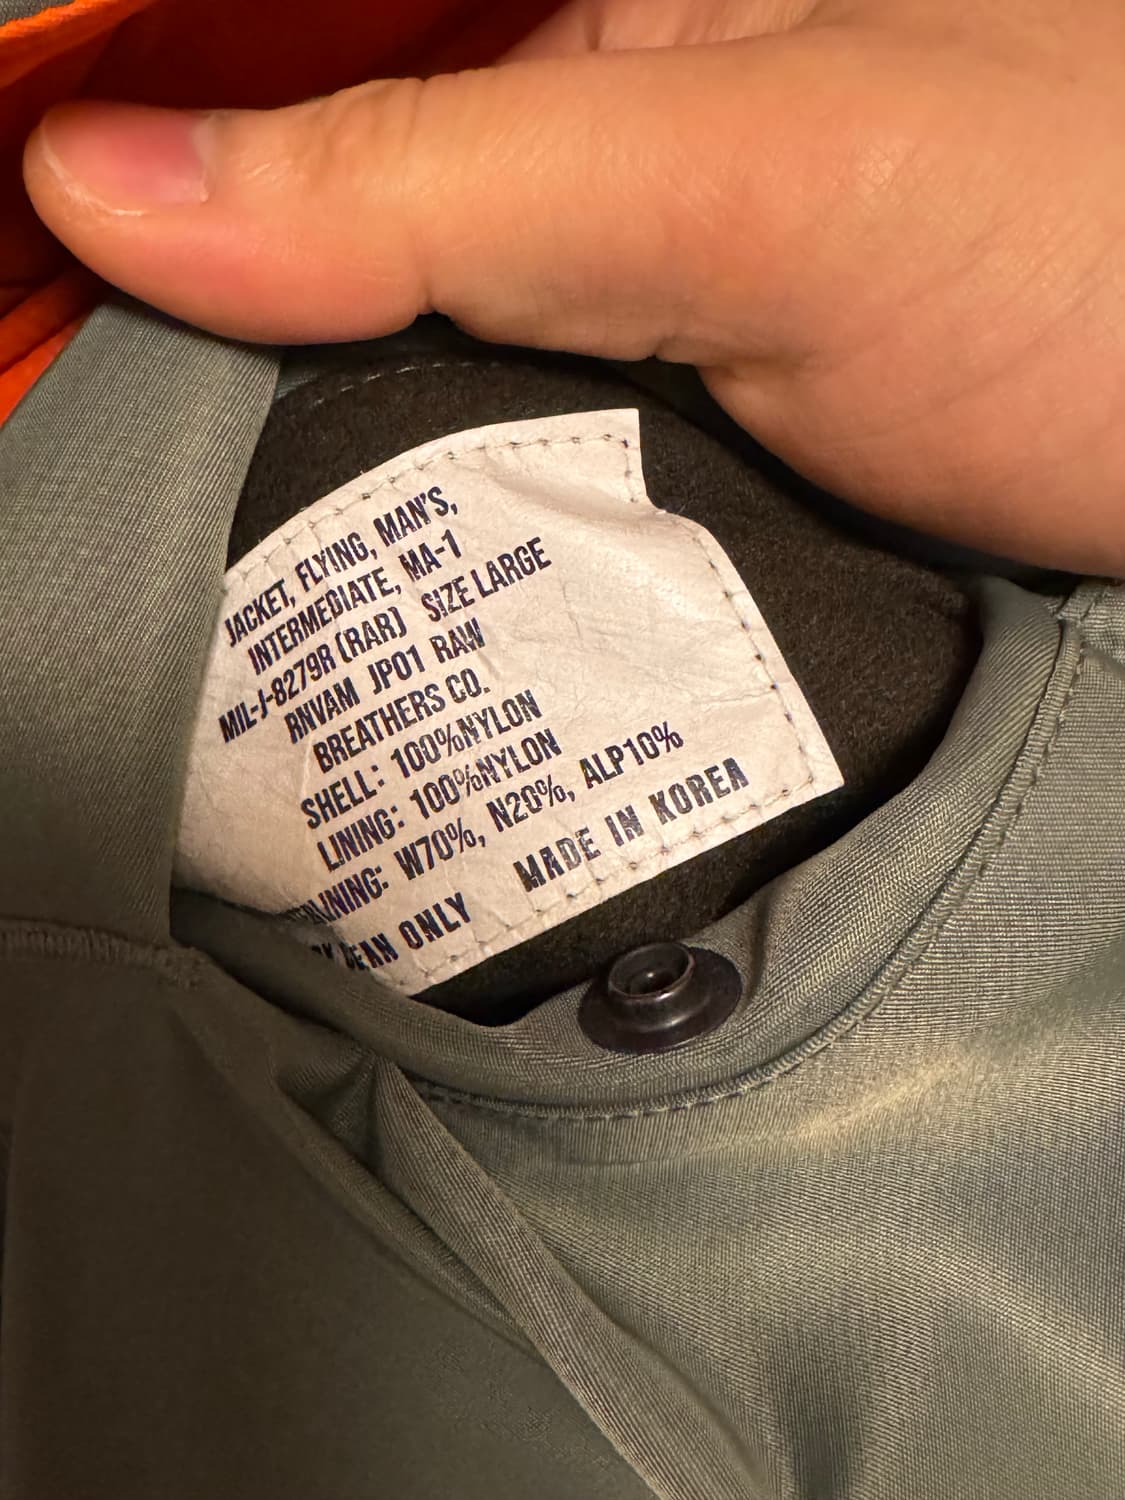 JACKET, FLYING, MAN'S,
INTERMEDIATE, MA-1
MIL-J-8279R (RAR) SIZE LARGE
RNVAM JP01 RAW
BREATHERS CO.
SHELL: 100%NYLON
LINING: 100%NYLON
W70%, N20%, ALP10%
ONLY MADE IN KOREA